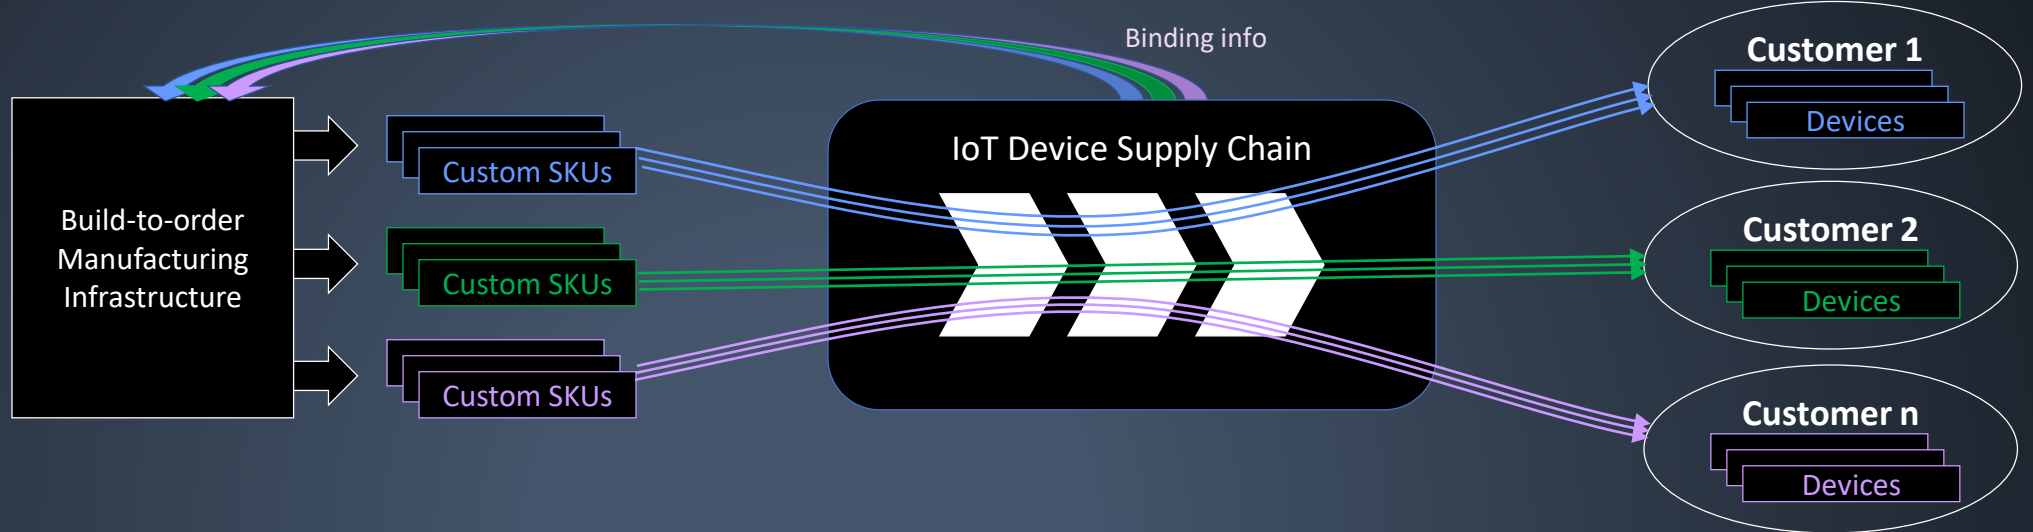 Binding info
Build-to-order
Manufacturing
Infrastructure
Custom SKUs
Custom SKUs
Custom SKUs
IoT Device Supply Chain
Customer 1
Devices
Customer 2
Devices
Customer n
Devices